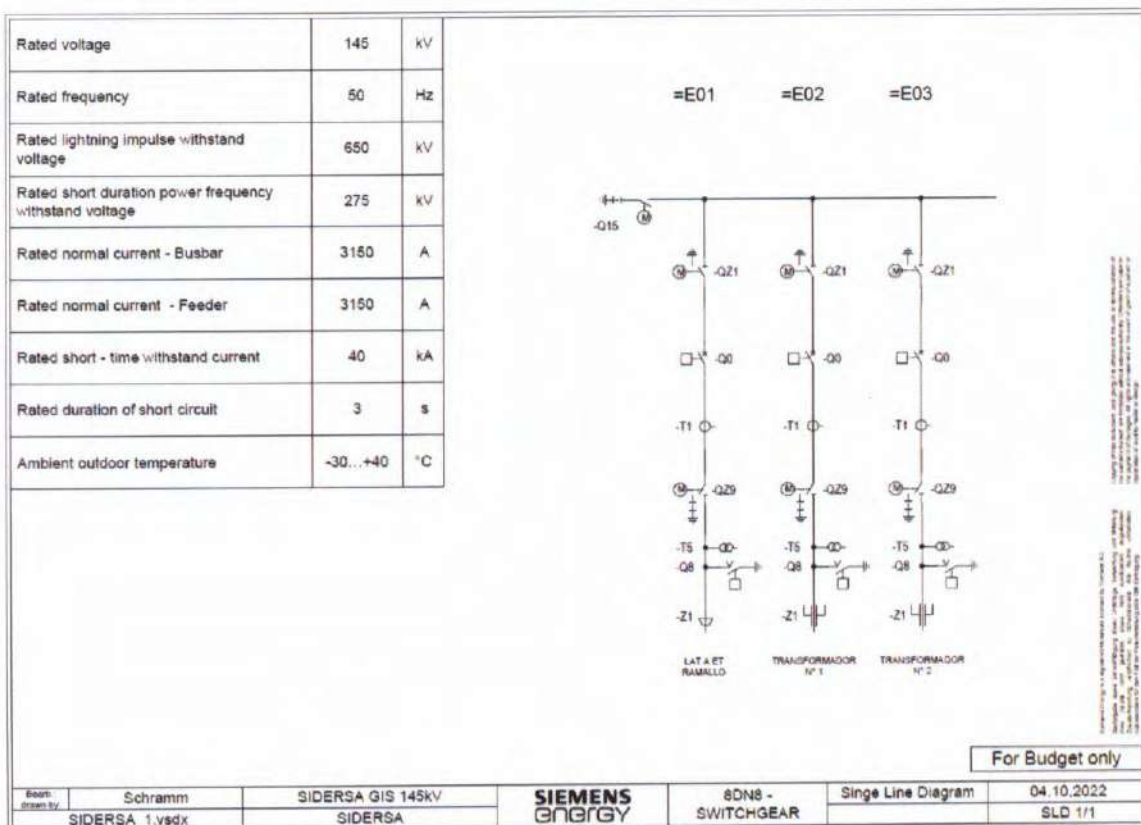 Rated voltage 145 kV
Rated frequency 50 Hz
Rated lightning impulse withstand voltage 650 kV
Rated short duration power frequency withstand voltage 275 kV
Rated normal current - Busbar 3150 A
Rated normal current - Feeder 3150 A
Rated short - time withstand current 40 kA
Rated duration of short circuit 3 s
Ambient outdoor temperature -30...+40 °C
=E01 =E02 =E03
-Q15 M
M -QZ1 M -QZ1 M -QZ1
-Q0 -Q0 -Q0
-T1 -T1 -T1
M -QZ9 M -QZ9 M -QZ9
-T5 -T5 -T5
-Q8 -Q8 -Q8
-Z1 -Z1 -Z1
LAT A ET TRANSFORMADOR TRANSFORMADOR
RAMALLO N° 1 N° 2
For Budget only
drawn by Schramm SIDERSA GIS 145kV SIEMENS 8DN8 - Singe Line Diagram 04.10.2022
SIDERSA_1.vsdx SIDERSA energy SWITCHGEAR SLD 1/1